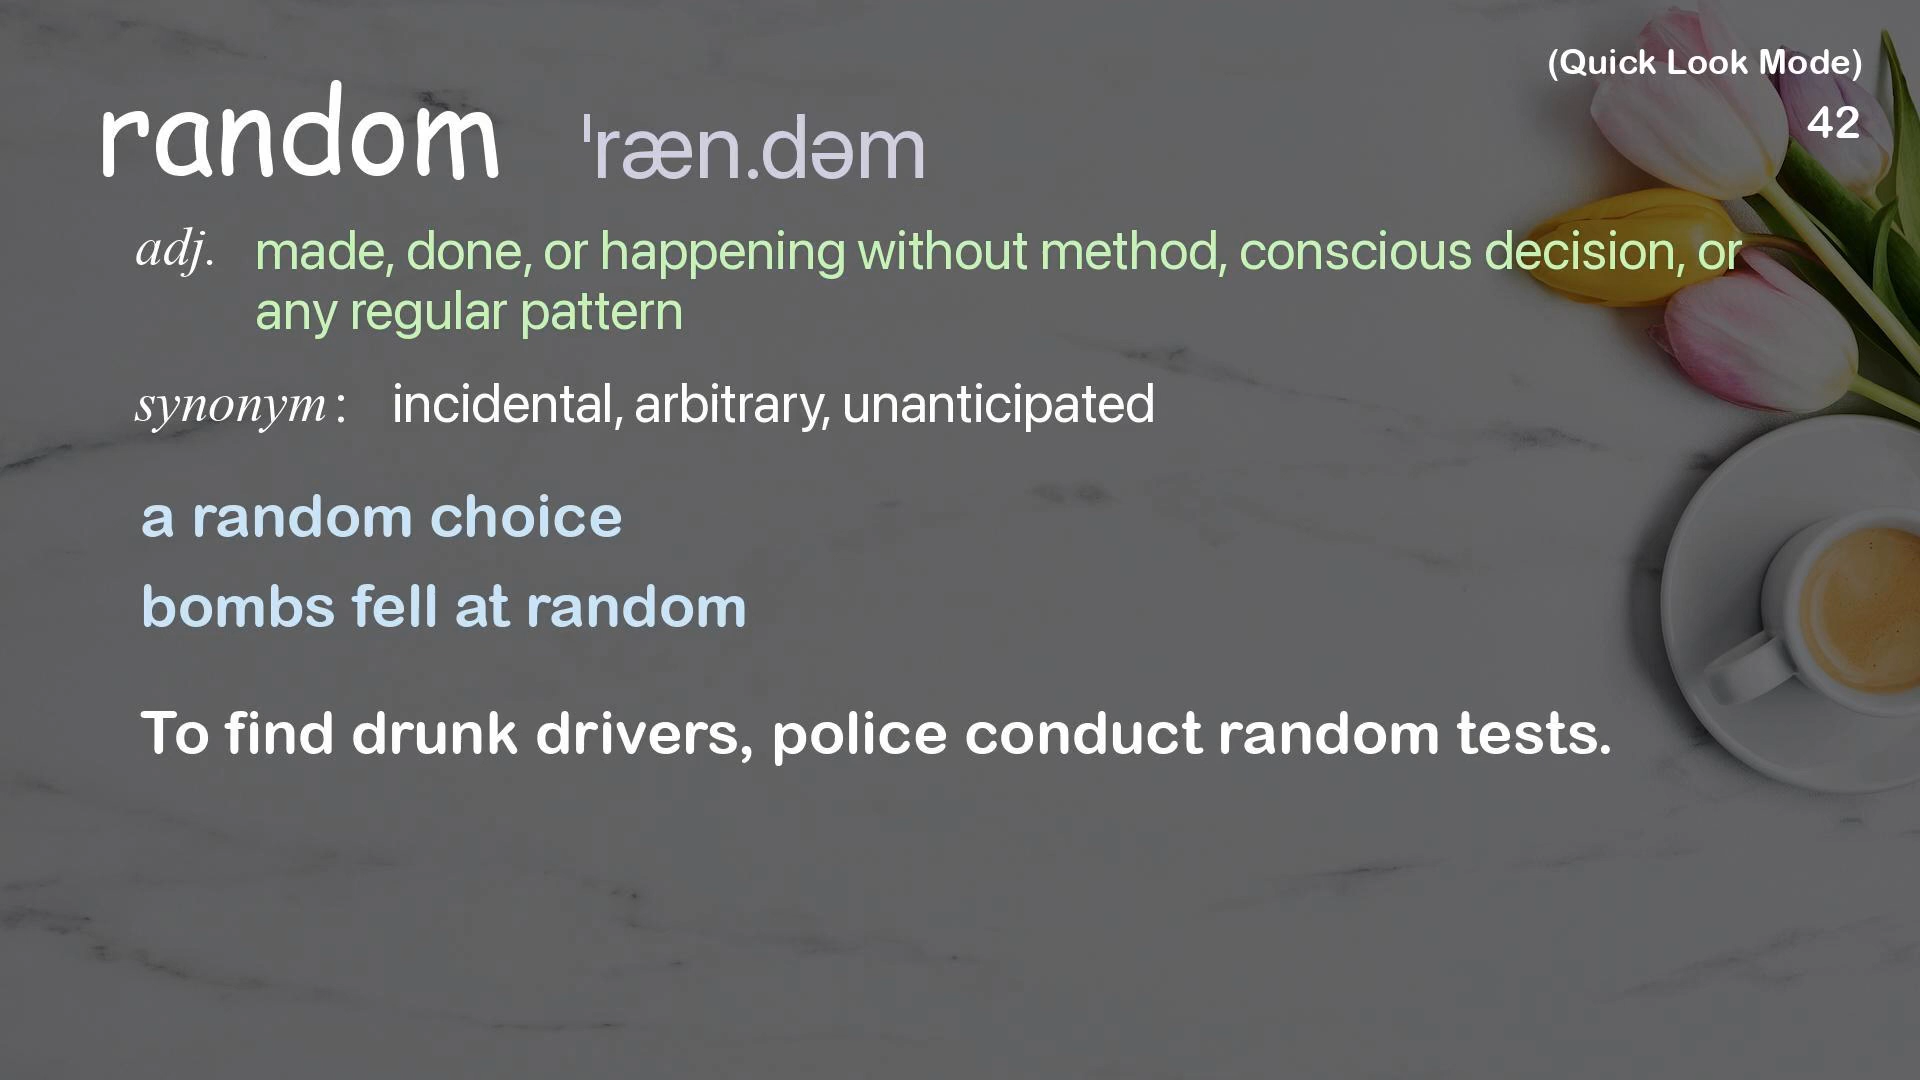 (Quick Look Mode)
42
random ˈræn.dəm
adj. made, done, or happening without method, conscious decision, or
any regular pattern
synonym: incidental, arbitrary, unanticipated
a random choice
bombs fell at random
To find drunk drivers, police conduct random tests.